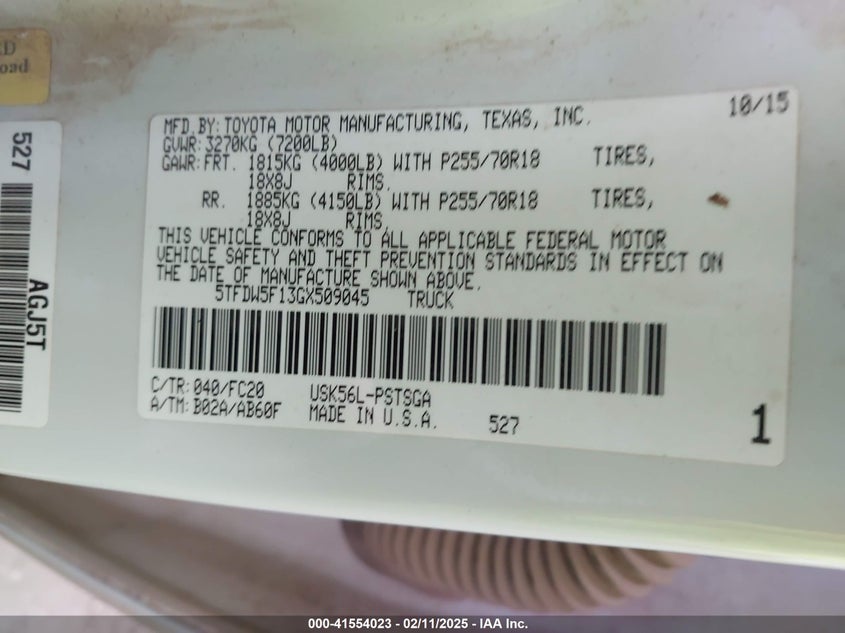 MFD.BY:TOYOTA MOTOR MANUFACTURING, TEXAS, INC. 10/15
GVWR:3270KG (7200LB)
GAWR:FRT. 1815KG (4000LB) WITH P255/70R18 TIRES,
18X8J RIMS.
RR. 1885KG (4150LB) WITH P255/70R18 TIRES,
18X8J RIMS.
THIS VEHICLE CONFORMS TO ALL APPLICABLE FEDERAL MOTOR
VEHICLE SAFETY AND THEFT PREVENTION STANDARDS IN EFFECT ON
THE DATE OF MANUFACTURE SHOWN ABOVE.
5TFDW5F13GX509045 TRUCK
C/TR:040/FC20 USK56L-PSTSGA
A/TM:B02A/AB60F MADE IN U.S.A. 527 1
oad
527
AGJ5T
000-41554023 - 02/11/2025 - IAA Inc.